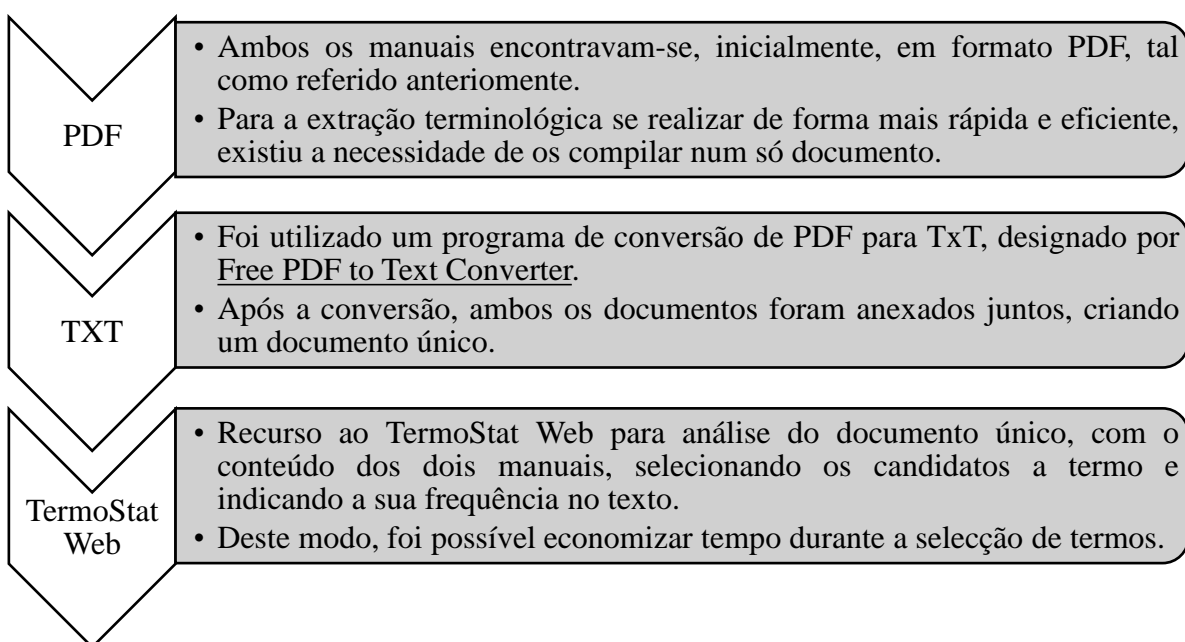 PDF
• Ambos os manuais encontravam-se, inicialmente, em formato PDF, tal
como referido anteriomente.
• Para a extração terminológica se realizar de forma mais rápida e eficiente,
existiu a necessidade de os compilar num só documento.
TXT
• Foi utilizado um programa de conversão de PDF para TxT, designado por
Free PDF to Text Converter.
• Após a conversão, ambos os documentos foram anexados juntos, criando
um documento único.
TermoStat
Web
• Recurso ao TermoStat Web para análise do documento único, com o
conteúdo dos dois manuais, selecionando os candidatos a termo e
indicando a sua frequência no texto.
• Deste modo, foi possível economizar tempo durante a selecção de termos.